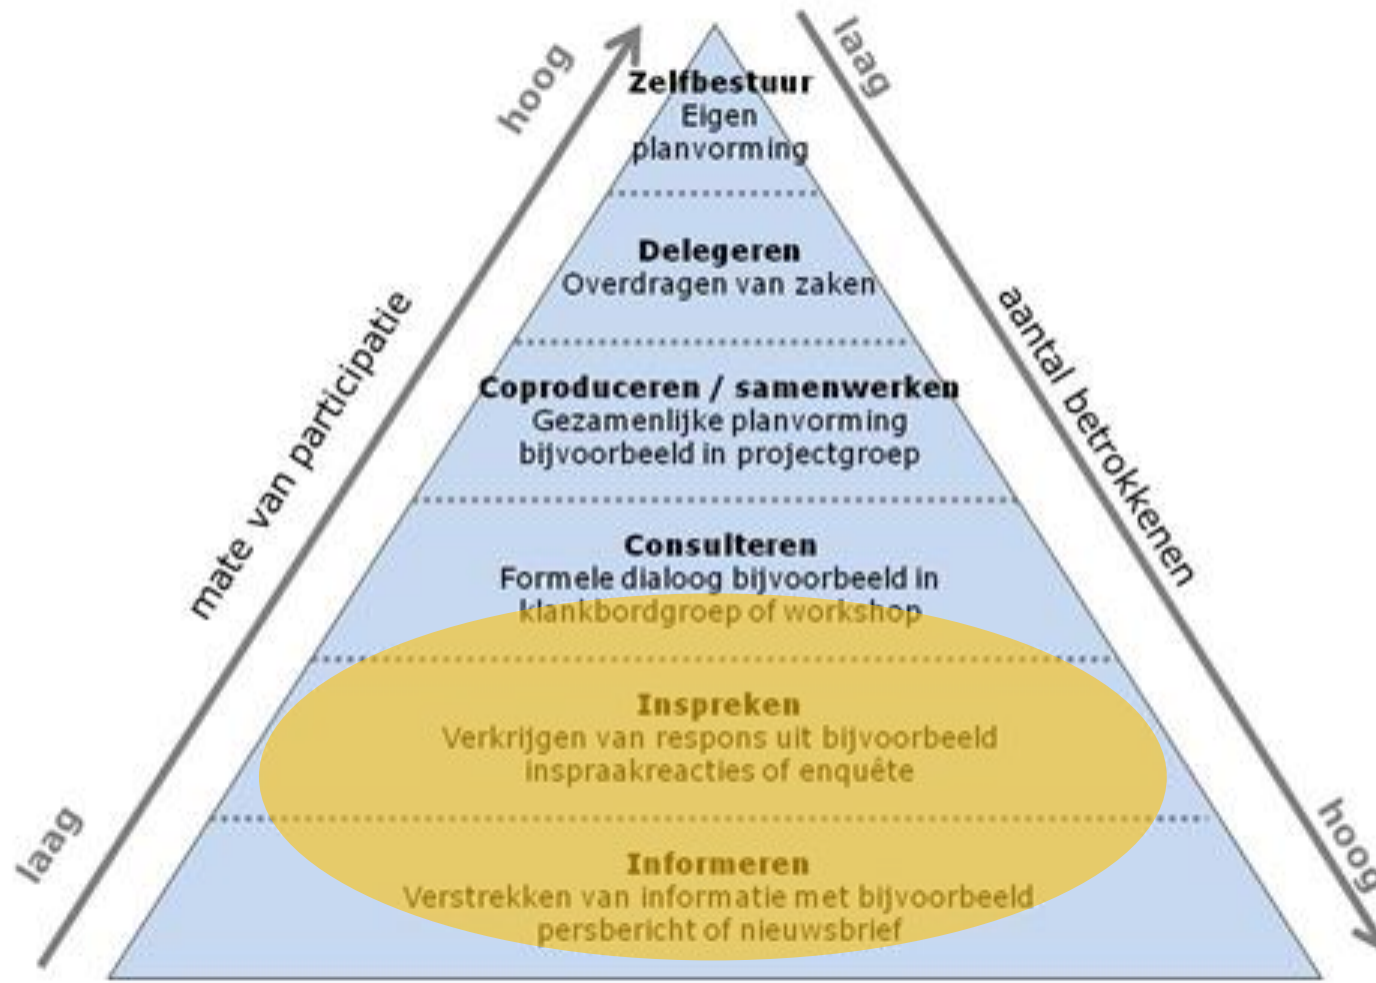 hoog
laag
Zelfbestuur
Eigen
planvorming
Delegeren
Overdragen van zaken
mate van participatie
aantal betrokkenen
Coproduceren / samenwerken
Gezamenlijke planvorming
bijvoorbeeld in projectgroep
Consulteren
Formele dialoog bijvoorbeeld in
klankbordgroep of workshop
Inspreken
Verkrijgen van respons uit bijvoorbeeld
inspraakreacties of enquête
laag
hoog
Informeren
Verstrekken van informatie met bijvoorbeeld
persbericht of nieuwsbrief